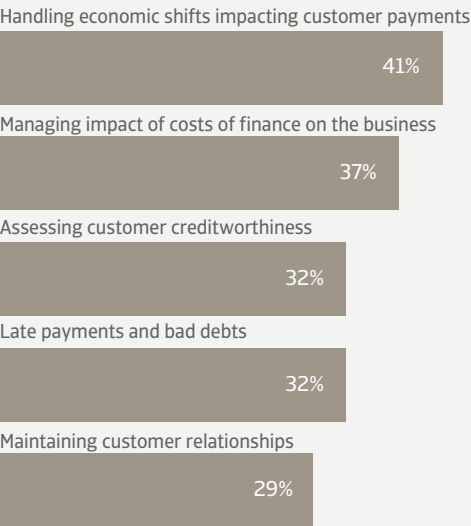 Handling economic shifts impacting customer payments
41%
Managing impact of costs of finance on the business
37%
Assessing customer creditworthiness
32%
Late payments and bad debts
32%
Maintaining customer relationships
29%